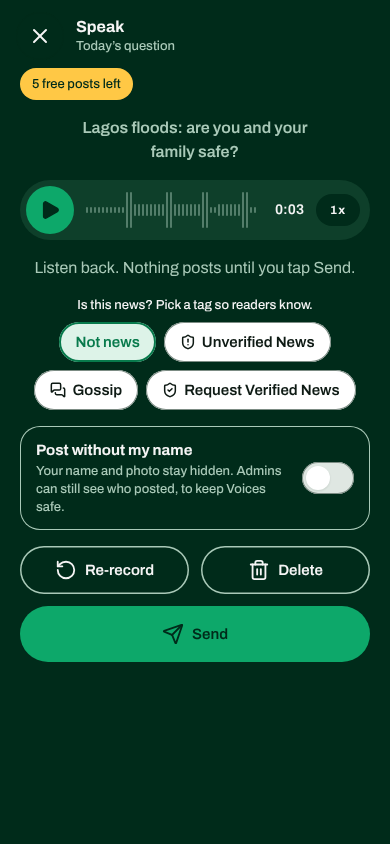 Speak
Today's question
5 free posts left
Lagos floods: are you and your
family safe?
0:03
1x
Listen back. Nothing posts until you tap Send.
Is this news? Pick a tag so readers know.
Not news
Unverified News
Gossip
Request Verified News
Post without my name
Your name and photo stay hidden. Admins
can still see who posted, to keep Voices
safe.
Re-record
Delete
Send